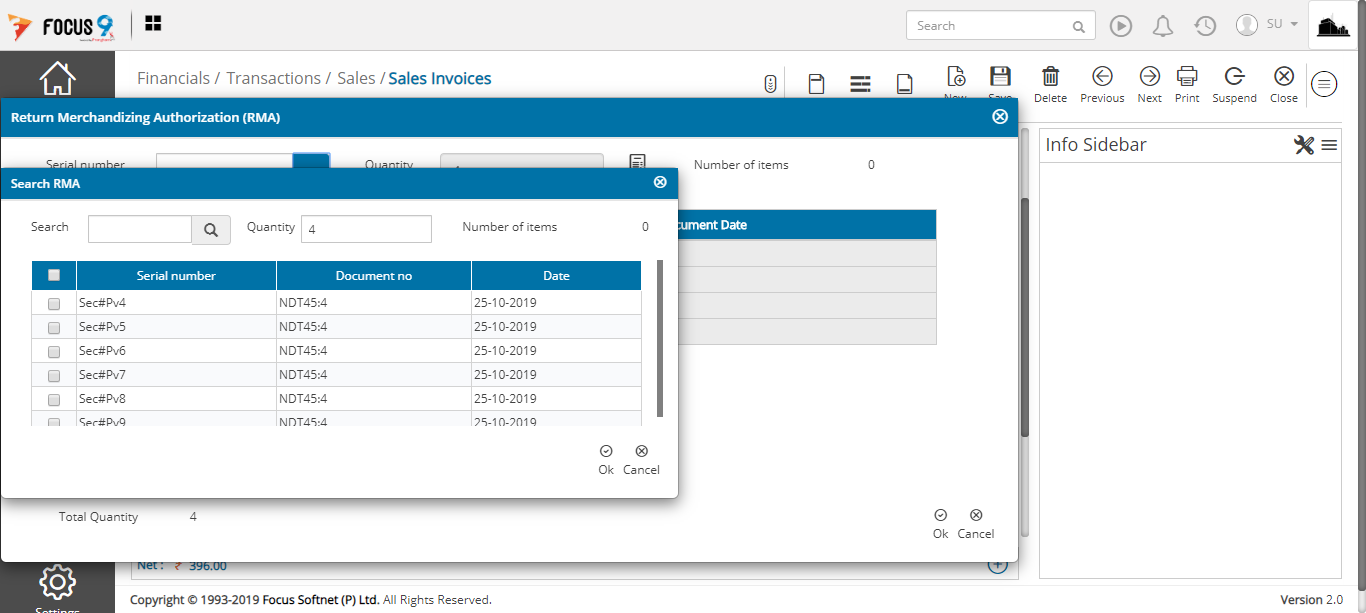 FOCUS 9
Search
SU
Financials / Transactions / Sales / Sales Invoices
New
Save
Delete
Previous
Next
Print
Suspend
Close
Return Merchandizing Authorization (RMA)
Info Sidebar
Serial number
Quantity
Number of items
0
Search RMA
Search
Quantity
4
Number of items
0
cument Date
Serial number
Document no
Date
Sec#Pv4 NDT45:4 25-10-2019
Sec#Pv5 NDT45:4 25-10-2019
Sec#Pv6 NDT45:4 25-10-2019
Sec#Pv7 NDT45:4 25-10-2019
Sec#Pv8 NDT45:4 25-10-2019
Sec#Pv9 NDT45:4 25-10-2019
Ok
Cancel
Total Quantity 4
Ok
Cancel
Net : ₹ 396.00
Settings
Copyright © 1993-2019 Focus Softnet (P) Ltd. All Rights Reserved.
Version 2.0